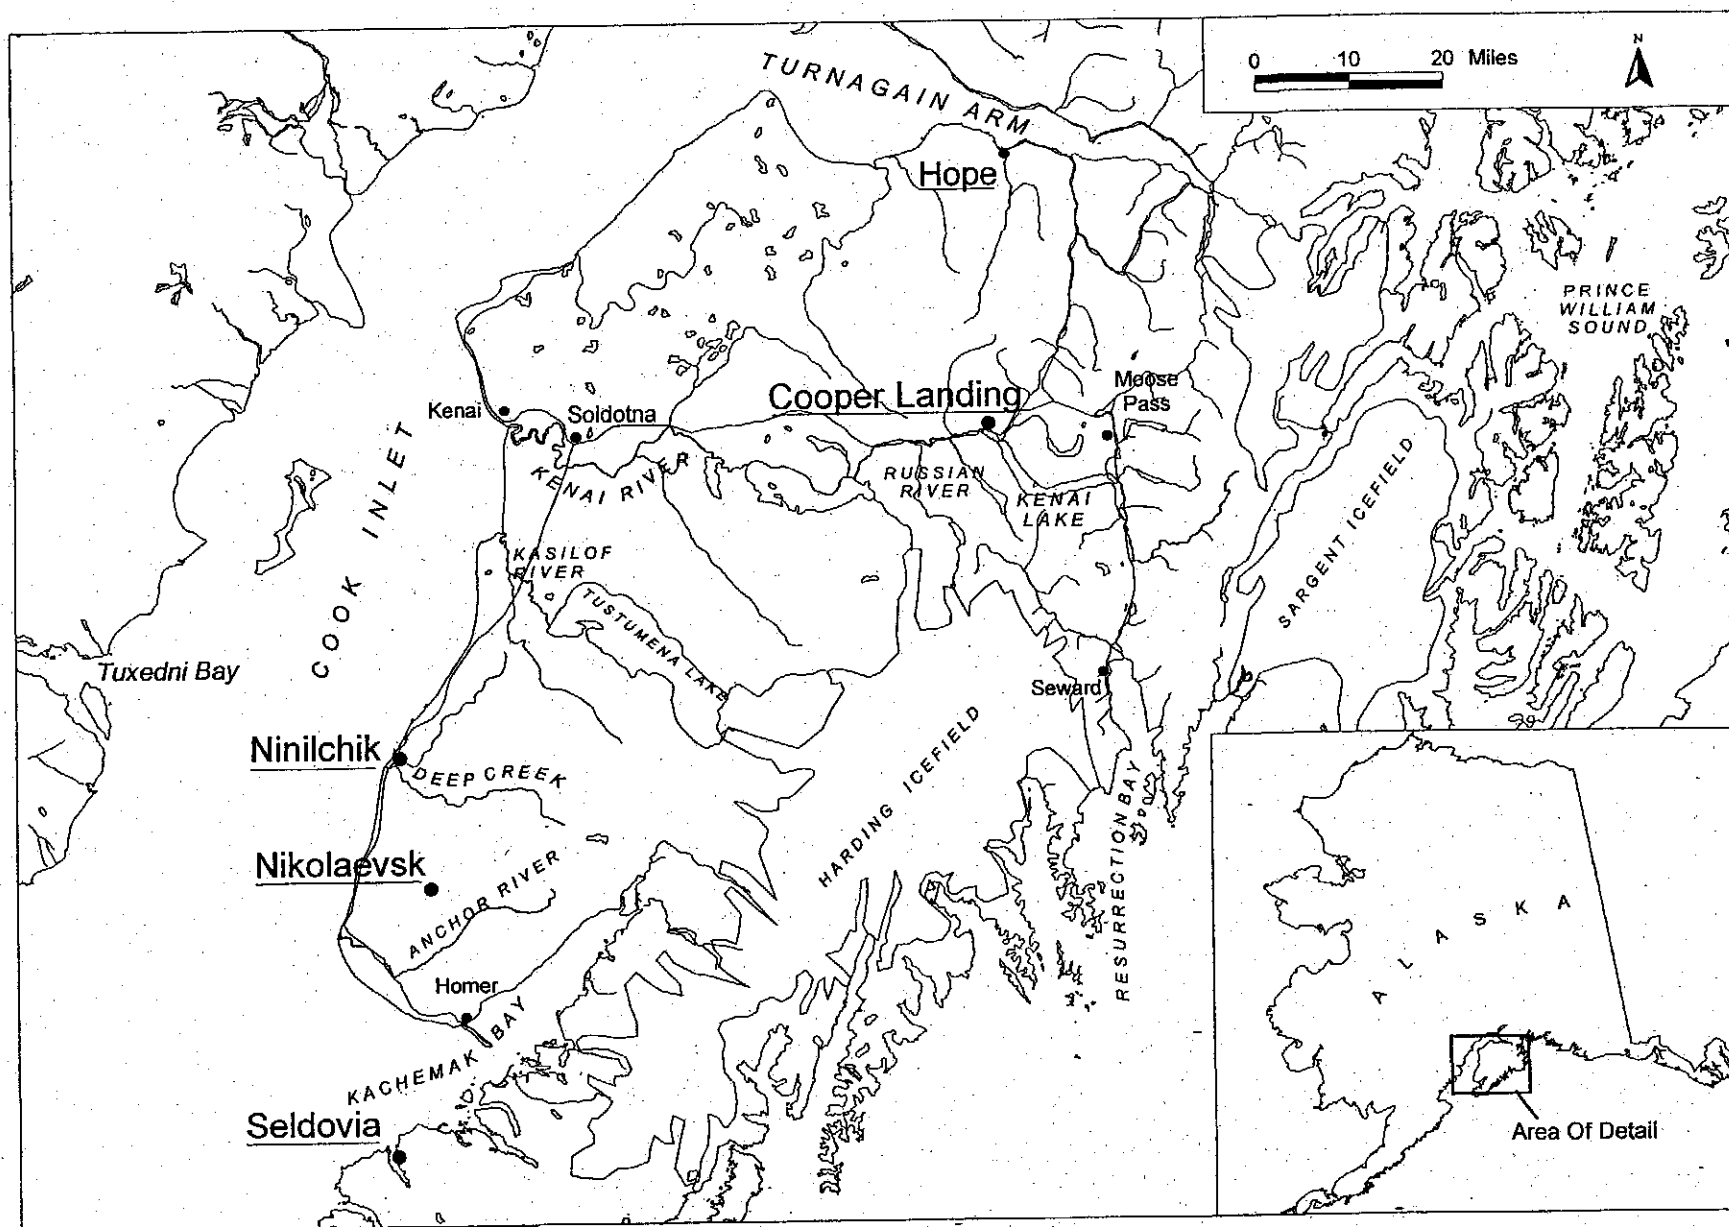 0 10 20 Miles
N
TURNAGAIN ARM
Hope
PRINCE
WILLIAM
SOUND
Moose
Pass
Cooper Landing
Kenai
Soldotna
KENAI RIVER
RUSSIAN
RIVER
KENAI
LAKE
COOK INLET
SARGENT ICEFIELD
KASILOF
RIVER
TUSTUMENA LAKE
Tuxedni Bay
Seward
Ninilchik
DEEP CREEK
HARDING ICEFIELD
RESURRECTION BAY
Nikolaevsk
ANCHOR RIVER
Homer
KACHEMAK BAY
Seldovia
ALASKA
Area Of Detail